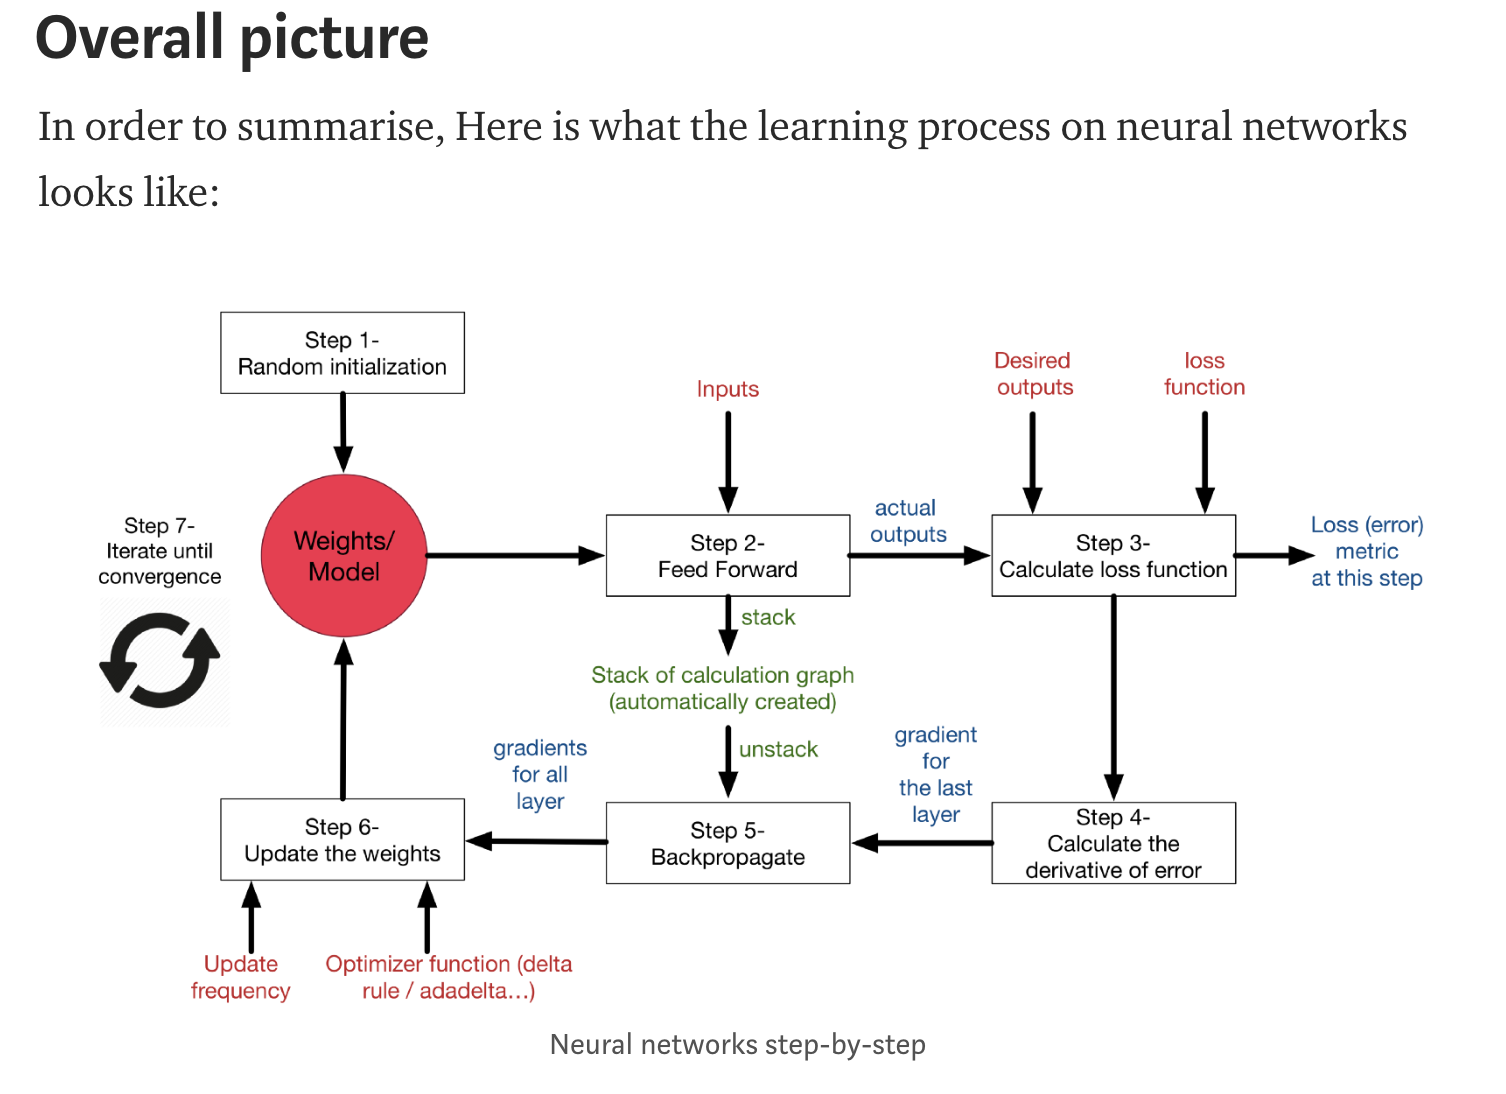 Overall picture
In order to summarise, Here is what the learning process on neural networks
looks like:
Step 1-
Random initialization
Weights/
Model
Step 7-
Iterate until
convergence
Inputs
Step 2-
Feed Forward
actual
outputs
Desired
outputs
loss
function
Step 3-
Calculate loss function
Loss (error)
metric
at this step
stack
Stack of calculation graph
(automatically created)
unstack
Step 4-
Calculate the
derivative of error
gradient
for
the last
layer
Step 5-
Backpropagate
gradients
for all
layer
Step 6-
Update the weights
Update
frequency
Optimizer function (delta
rule / adadelta...)
Neural networks step-by-step